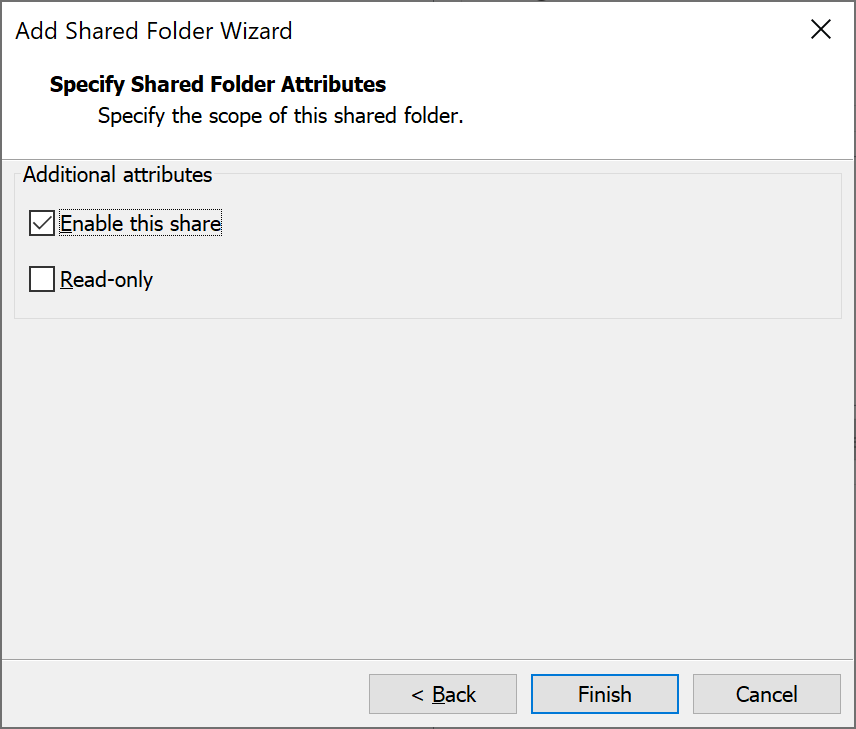 Add Shared Folder Wizard
Specify Shared Folder Attributes
Specify the scope of this shared folder.
Additional attributes
Enable this share
Read-only
< Back
Finish
Cancel